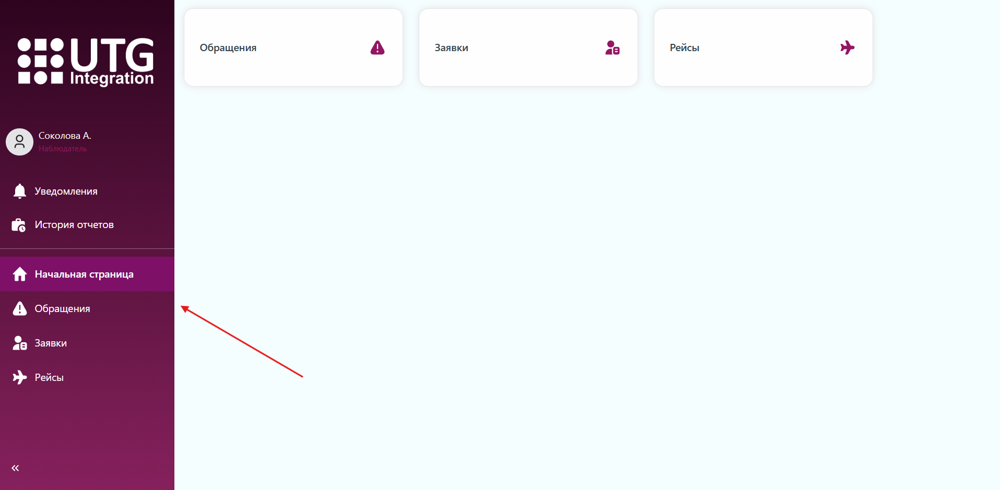 UTG
Integration
Соколова А.
Наблюдатель
Уведомления
История отчетов
Начальная страница
Обращения
Заявки
Рейсы
Обращения
Заявки
Рейсы